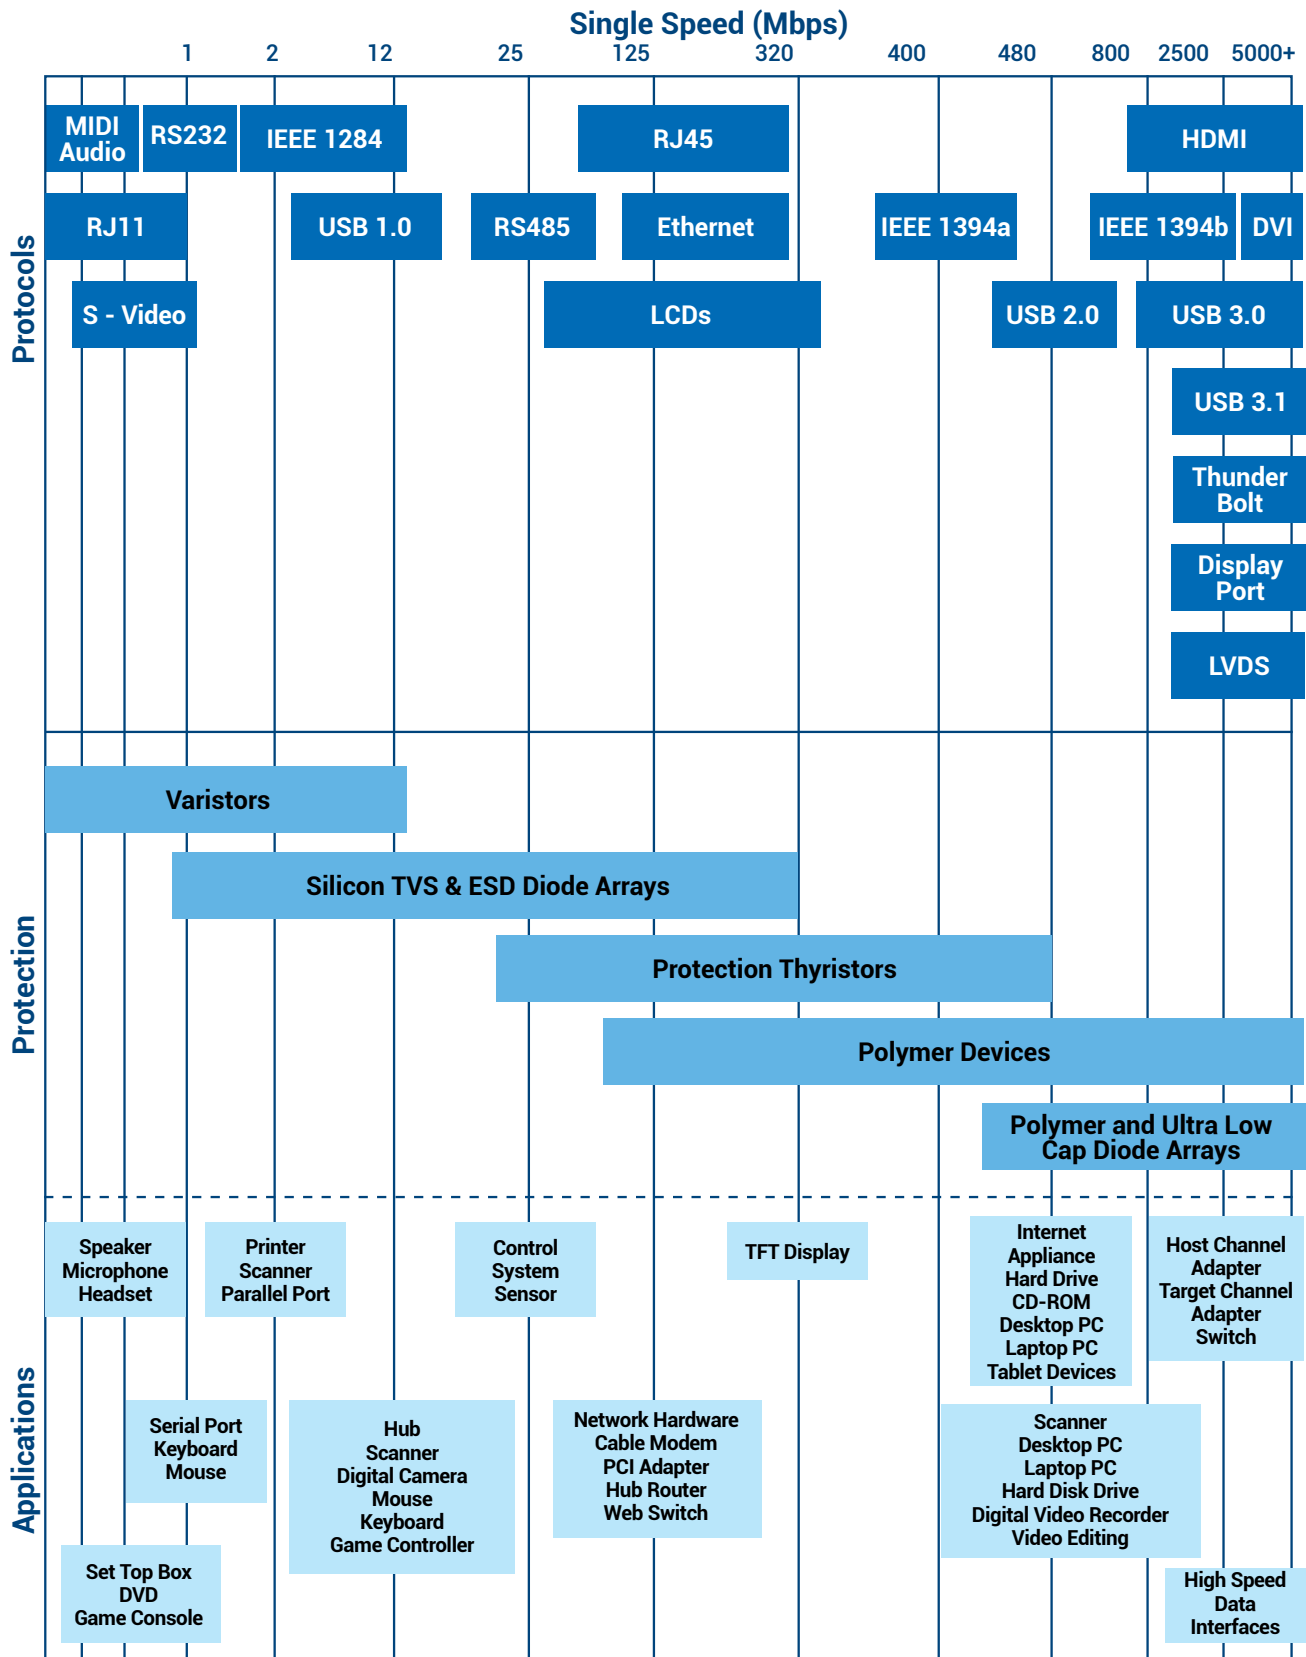 Single Speed (Mbps)
1 2 12 25 125 320 400 480 800 2500 5000+
Protocols
MIDI
Audio
RS232
IEEE 1284
RJ45
HDMI
RJ11
USB 1.0
RS485
Ethernet
IEEE 1394a
IEEE 1394b
DVI
S - Video
LCDs
USB 2.0
USB 3.0
USB 3.1
Thunder
Bolt
Display
Port
LVDS
Protection
Varistors
Silicon TVS & ESD Diode Arrays
Protection Thyristors
Polymer Devices
Polymer and Ultra Low
Cap Diode Arrays
Applications
Speaker
Microphone
Headset
Printer
Scanner
Parallel Port
Control
System
Sensor
TFT Display
Internet
Appliance
Hard Drive
CD-ROM
Desktop PC
Laptop PC
Tablet Devices
Host Channel
Adapter
Target Channel
Adapter
Switch
Serial Port
Keyboard
Mouse
Hub
Scanner
Digital Camera
Mouse
Keyboard
Game Controller
Network Hardware
Cable Modem
PCI Adapter
Hub Router
Web Switch
Scanner
Desktop PC
Laptop PC
Hard Disk Drive
Digital Video Recorder
Video Editing
Set Top Box
DVD
Game Console
High Speed
Data
Interfaces